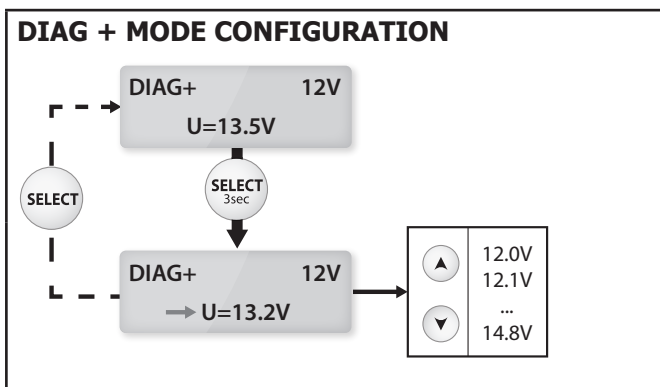 DIAG + MODE CONFIGURATION
DIAG+ 12V
U=13.5V
SELECT
SELECT
3sec
DIAG+ 12V
U=13.2V
12.0V
12.1V
...
14.8V